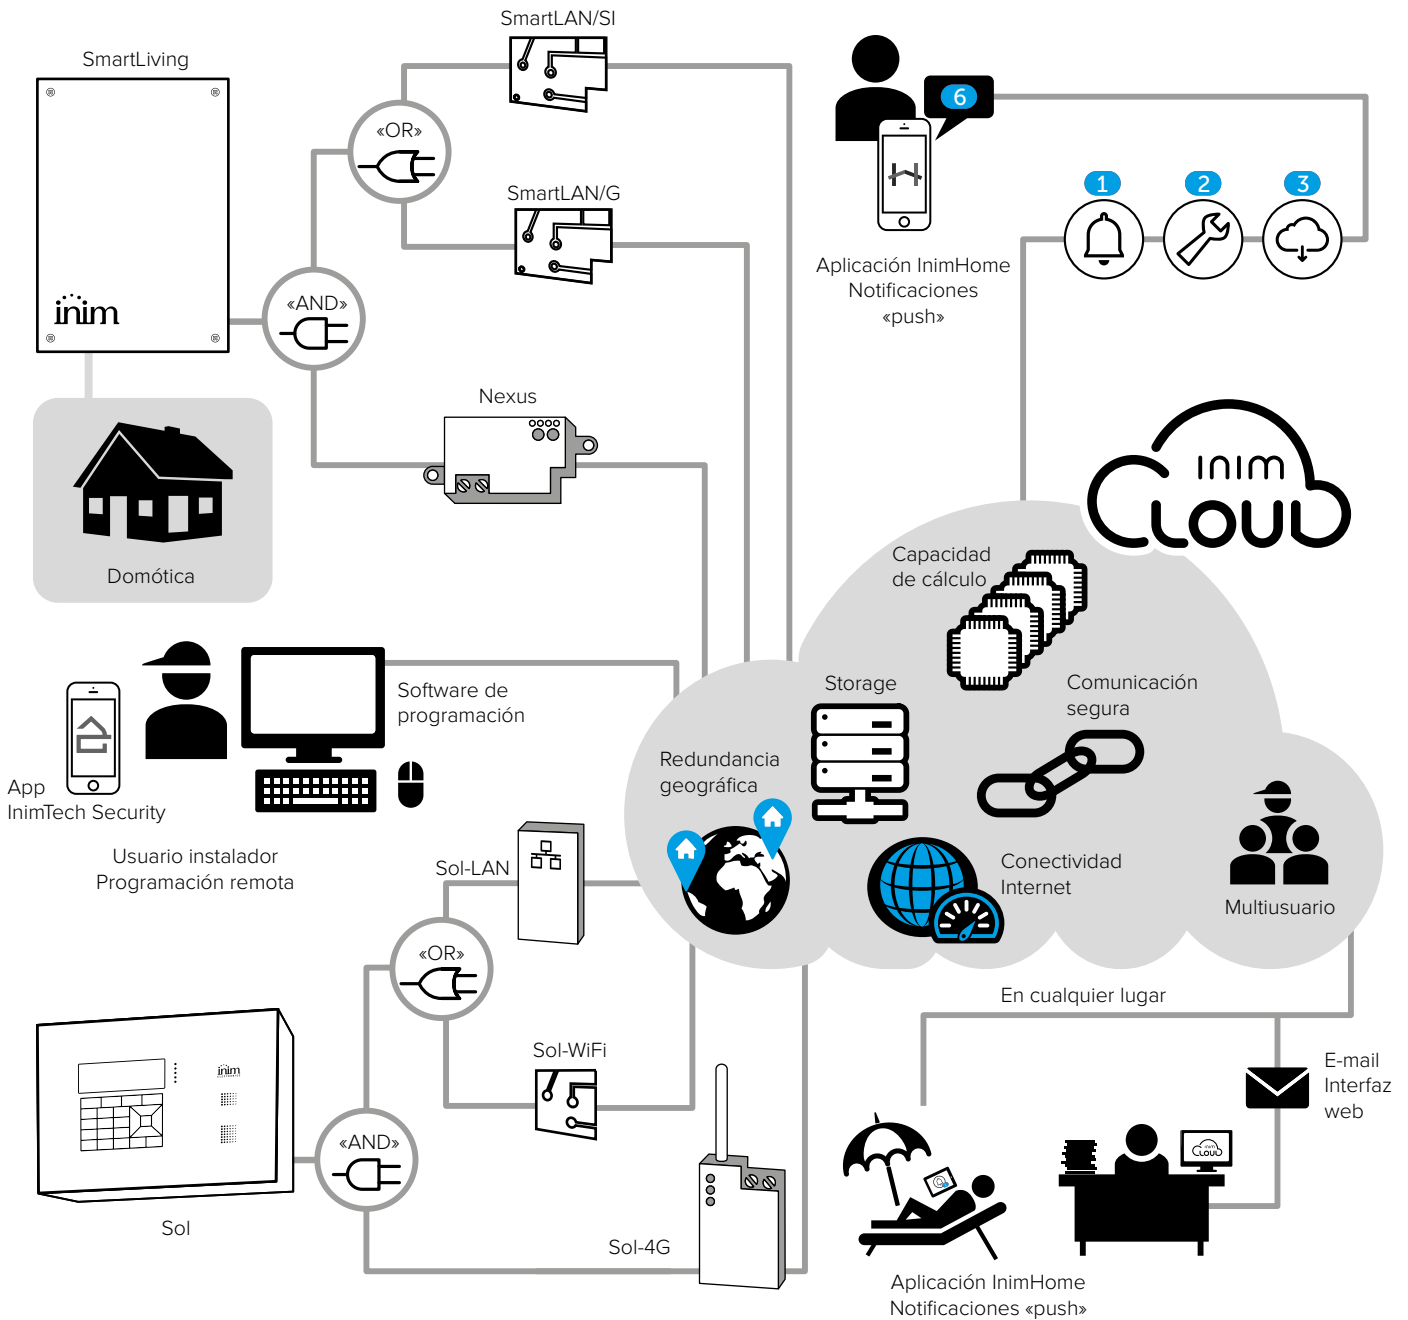 SmartLiving
inim
Domótica
«AND»
«OR»
SmartLAN/SI
SmartLAN/G
Nexus
6
Aplicación InimHome
Notificaciones
«push»
1
2
3
INIM
CLOUD
Capacidad
de cálculo
Storage
Comunicación
segura
Redundancia
geográfica
Conectividad
Internet
Multiusuario
Software de
programación
App
InimTech Security
Usuario instalador
Programación remota
Sol-LAN
«OR»
Sol-WiFi
«AND»
inim
Sol
Sol-4G
En cualquier lugar
E-mail
Interfaz
web
inim
CLOUD
Aplicación InimHome
Notificaciones «push»